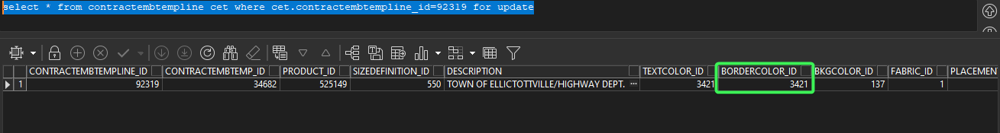 select * from contractembtempline cet where cet.contractembtempline_id=92319 for update
CONTRACTEMBTEMPLINE_ID CONTRACTEMBTEMP_ID PRODUCT_ID SIZEDEFINITION_ID DESCRIPTION TEXTCOLOR_ID BORDERCOLOR_ID BKGCOLOR_ID FABRIC_ID PLACEMEN
1 92319 34682 525149 550 TOWN OF ELLICTOTTVILLE/HIGHWAY DEPT. ... 3421 3421 137 1